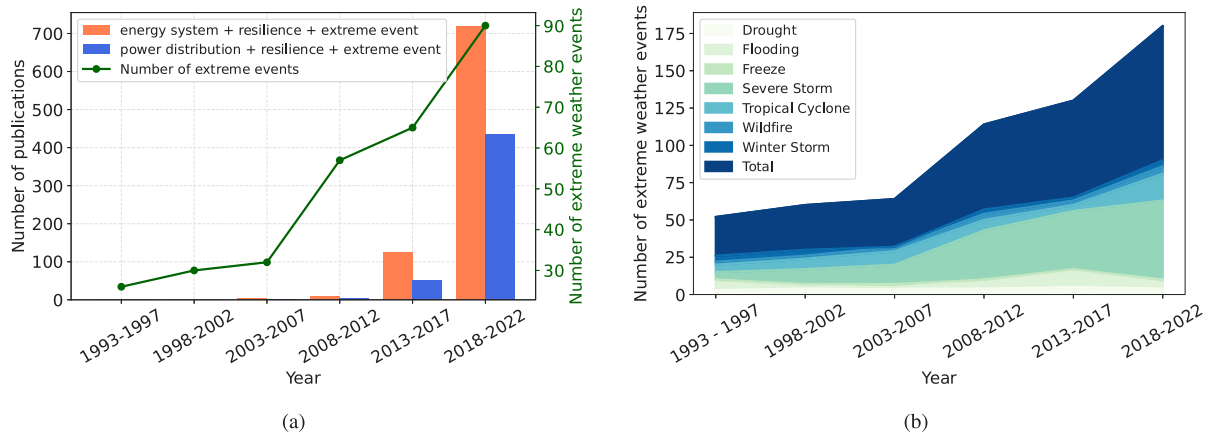 energy system + resilience + extreme event
power distribution + resilience + extreme event
Number of extreme events
Number of publications
0
100
200
300
400
500
600
700
Number of extreme weather events
30
40
50
60
70
80
90
1993-1997
1998-2002
2003-2007
2008-2012
2013-2017
2018-2022
Year
(a)
Drought
Flooding
Freeze
Severe Storm
Tropical Cyclone
Wildfire
Winter Storm
Total
Number of extreme weather events
0
25
50
75
100
125
150
175
1993 - 1997
1998-2002
2003-2007
2008-2012
2013-2017
2018-2022
Year
(b)